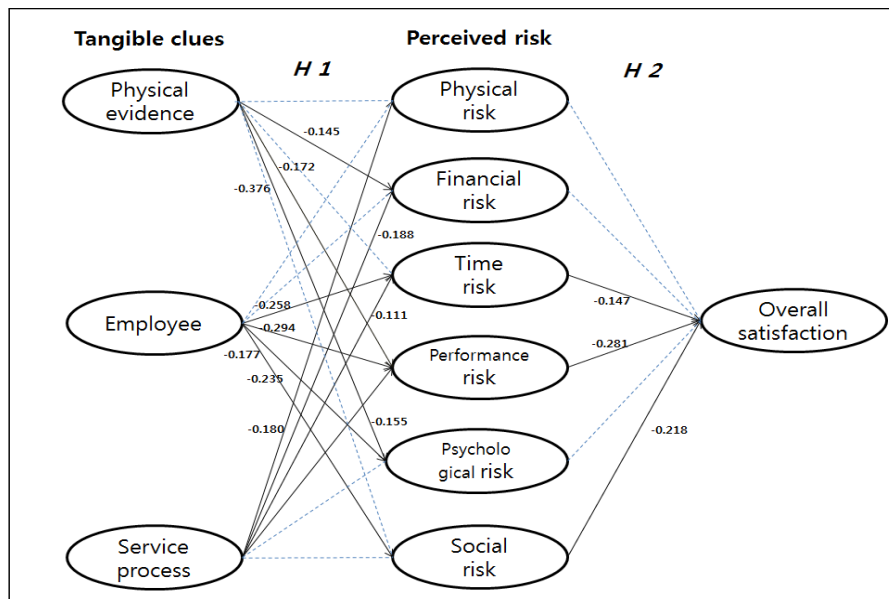 Tangible clues
Perceived risk
H 1
H 2
Physical
evidence
Physical
risk
-0.145
-0.172
-0.376
Financial
risk
-0.188
Time
risk
-0.258
-0.111
-0.147
Employee
-0.294
Overall
satisfaction
-0.177
Performance
risk
-0.281
-0.235
-0.155
-0.180
-0.218
Psycholo
gical risk
Service
process
Social
risk